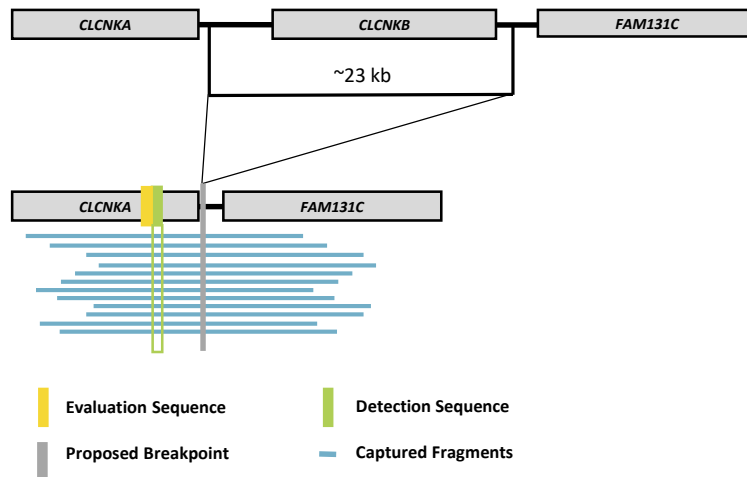 CLCNKA CLCNKB FAM131C
~23 kb
CLCNKA FAM131C
Evaluation Sequence Detection Sequence
Proposed Breakpoint Captured Fragments